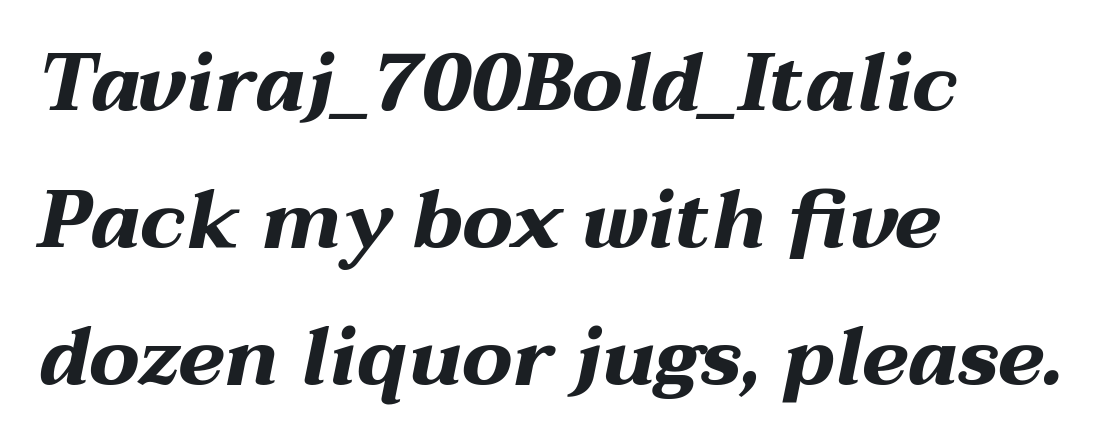 Taviraj_700Bold_Italic
Pack my box with five
dozen liquor jugs, please.